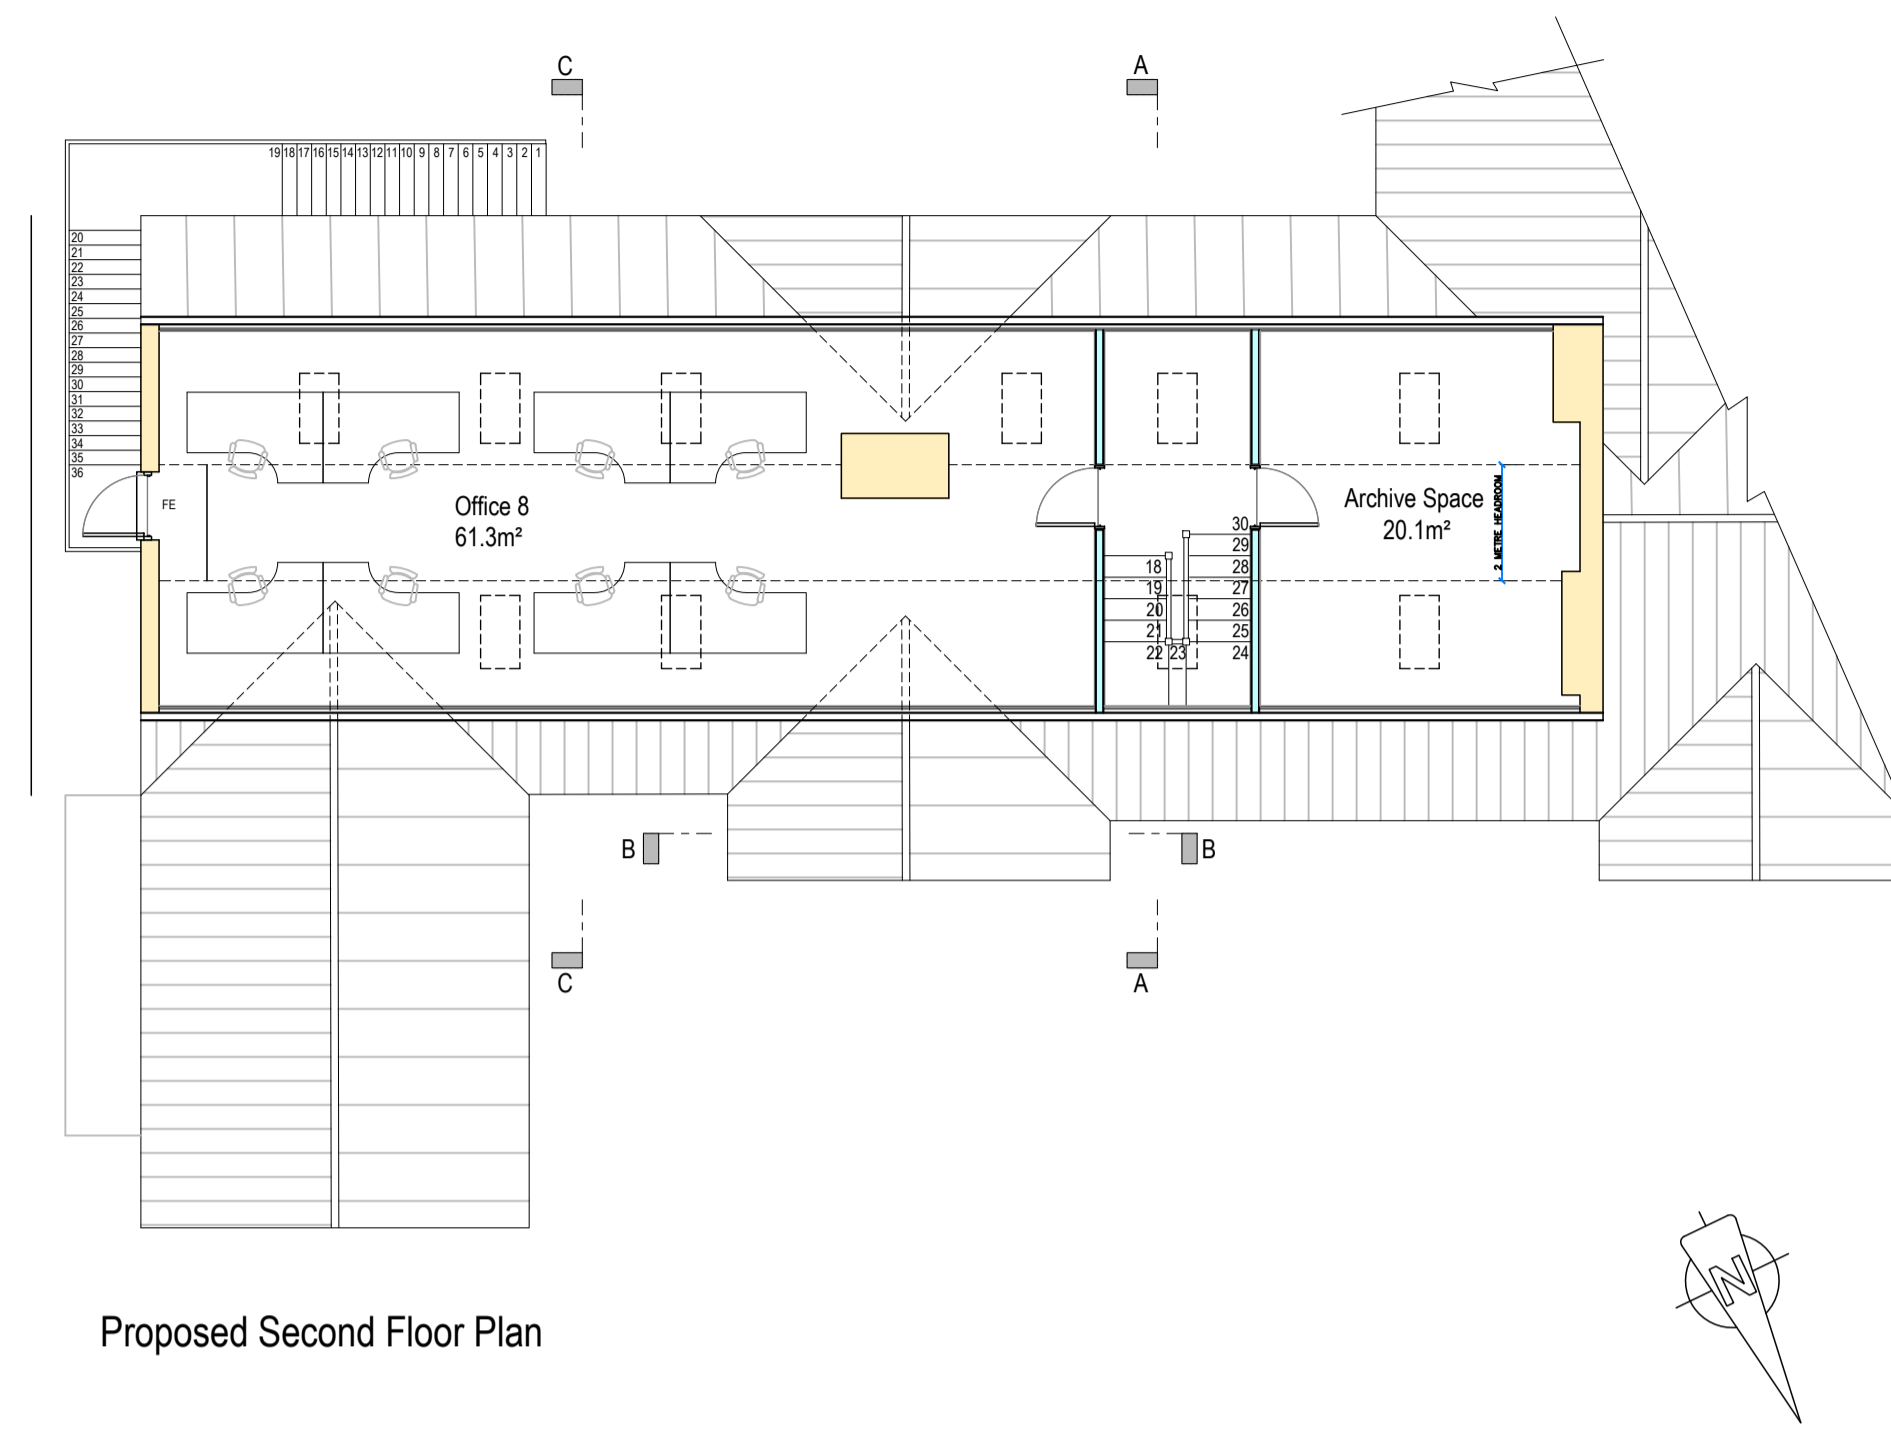 C
A
19 18 17 16 15 14 13 12 11 10 9 8 7 6 5 4 3 2 1
20
21
22
23
24
25
26
27
28
29
30
31
32
33
34
35
36
FE
Office 8
61.3m²
Archive Space
20.1m²
2 METRE HEADROOM
30
29
18 28
19 27
20 26
21 25
22 23 24
B
B
C
A
Proposed Second Floor Plan
N